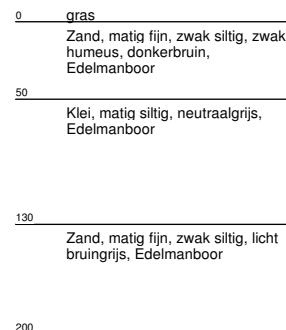 0 gras
Zand, matig fijn, zwak siltig, zwak
humeus, donkerbruin,
Edelmanboor
50
Klei, matig siltig, neutraalgrijs,
Edelmanboor
130
Zand, matig fijn, zwak siltig, licht
bruingrijs, Edelmanboor
200